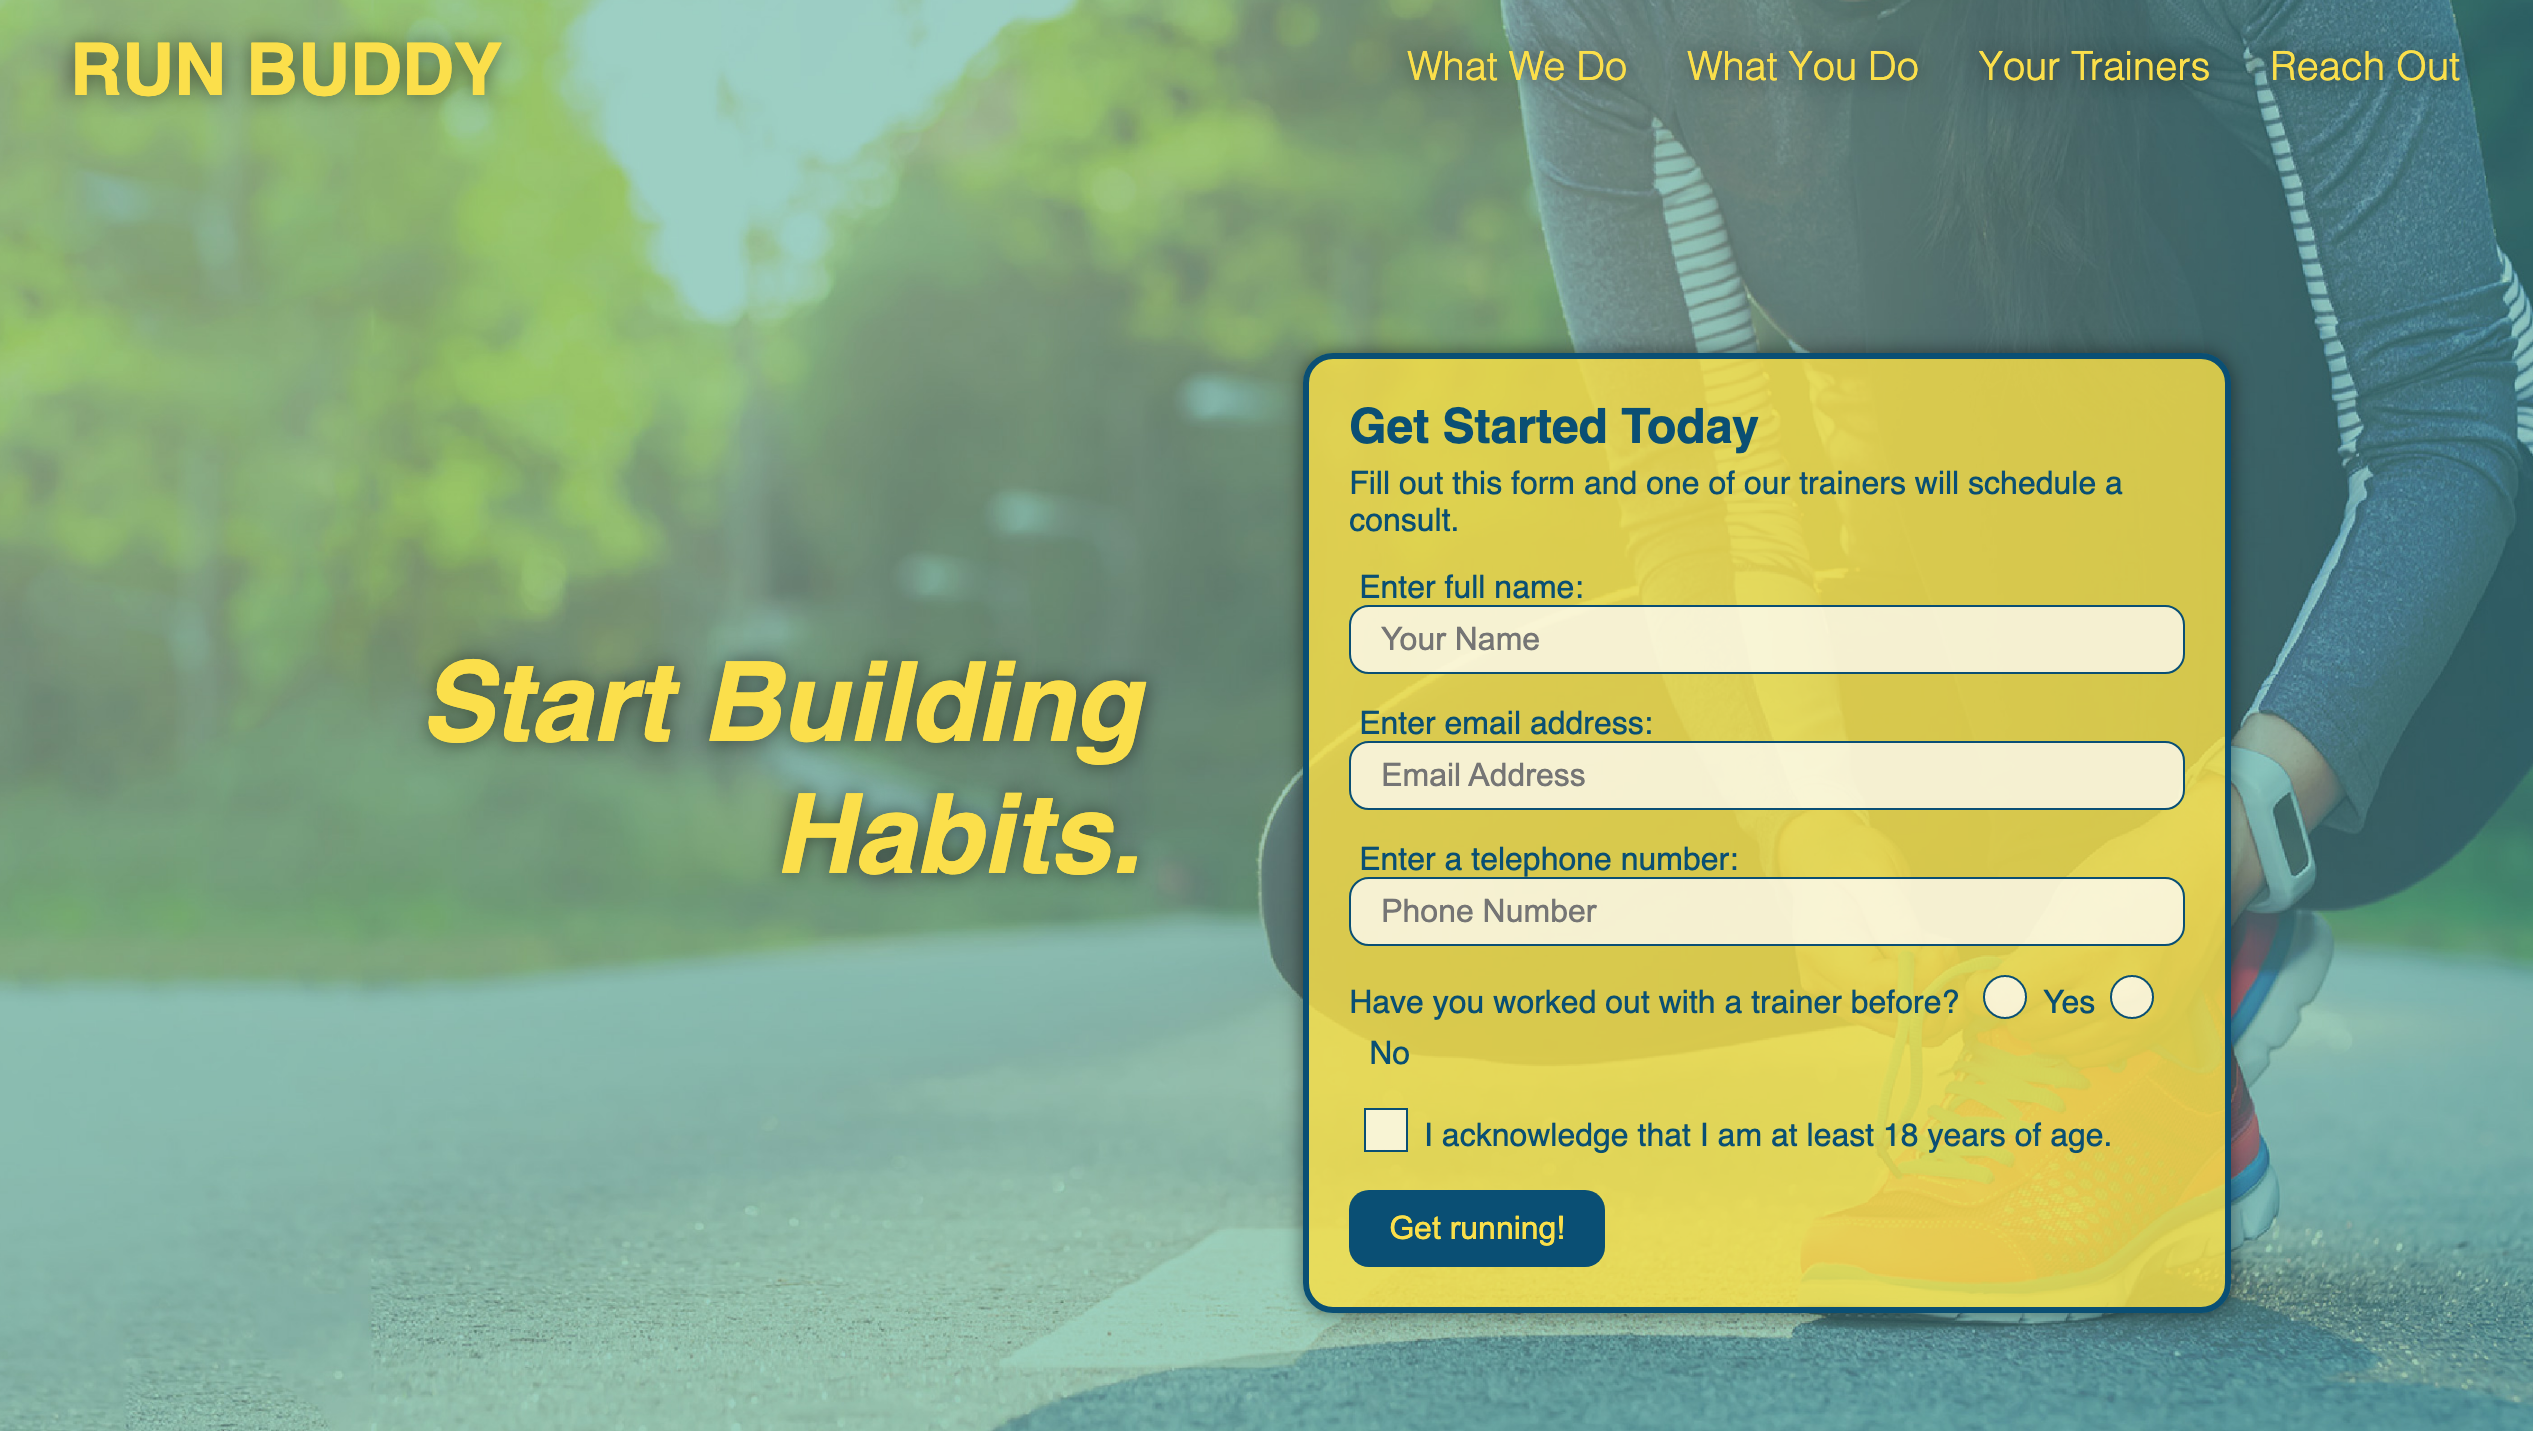 RUN BUDDY
What We Do What You Do Your Trainers Reach Out
Start Building
Habits.
Get Started Today
Fill out this form and one of our trainers will schedule a
consult.
Enter full name:
Your Name
Enter email address:
Email Address
Enter a telephone number:
Phone Number
Have you worked out with a trainer before? Yes
No
I acknowledge that I am at least 18 years of age.
Get running!